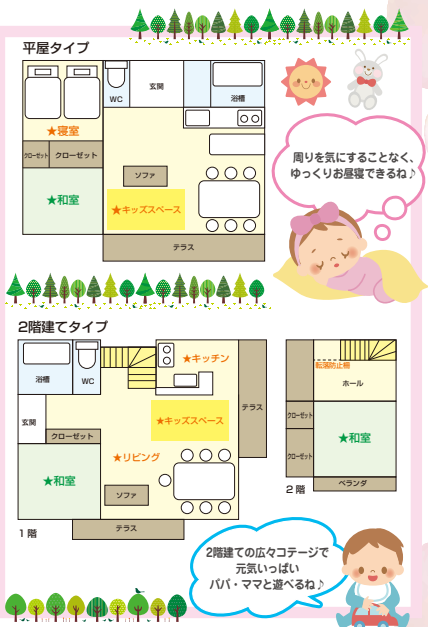 平屋タイプ
WC
玄関
浴槽
★寝室
クローゼット
クローゼット
ソファ
★和室
★キッズスペース
テラス
周りを気にすることなく、
ゆっくりお昼寝できるね♪
2階建てタイプ
浴槽
WC
★キッチン
玄関
★キッズスペース
テラス
クローゼット
★リビング
★和室
ソファ
テラス
1階
転落防止柵
ホール
クローゼット
クローゼット
★和室
ベランダ
2階
2階建ての広々コテージで
元気いっぱい
パパ・ママと遊べるね♪